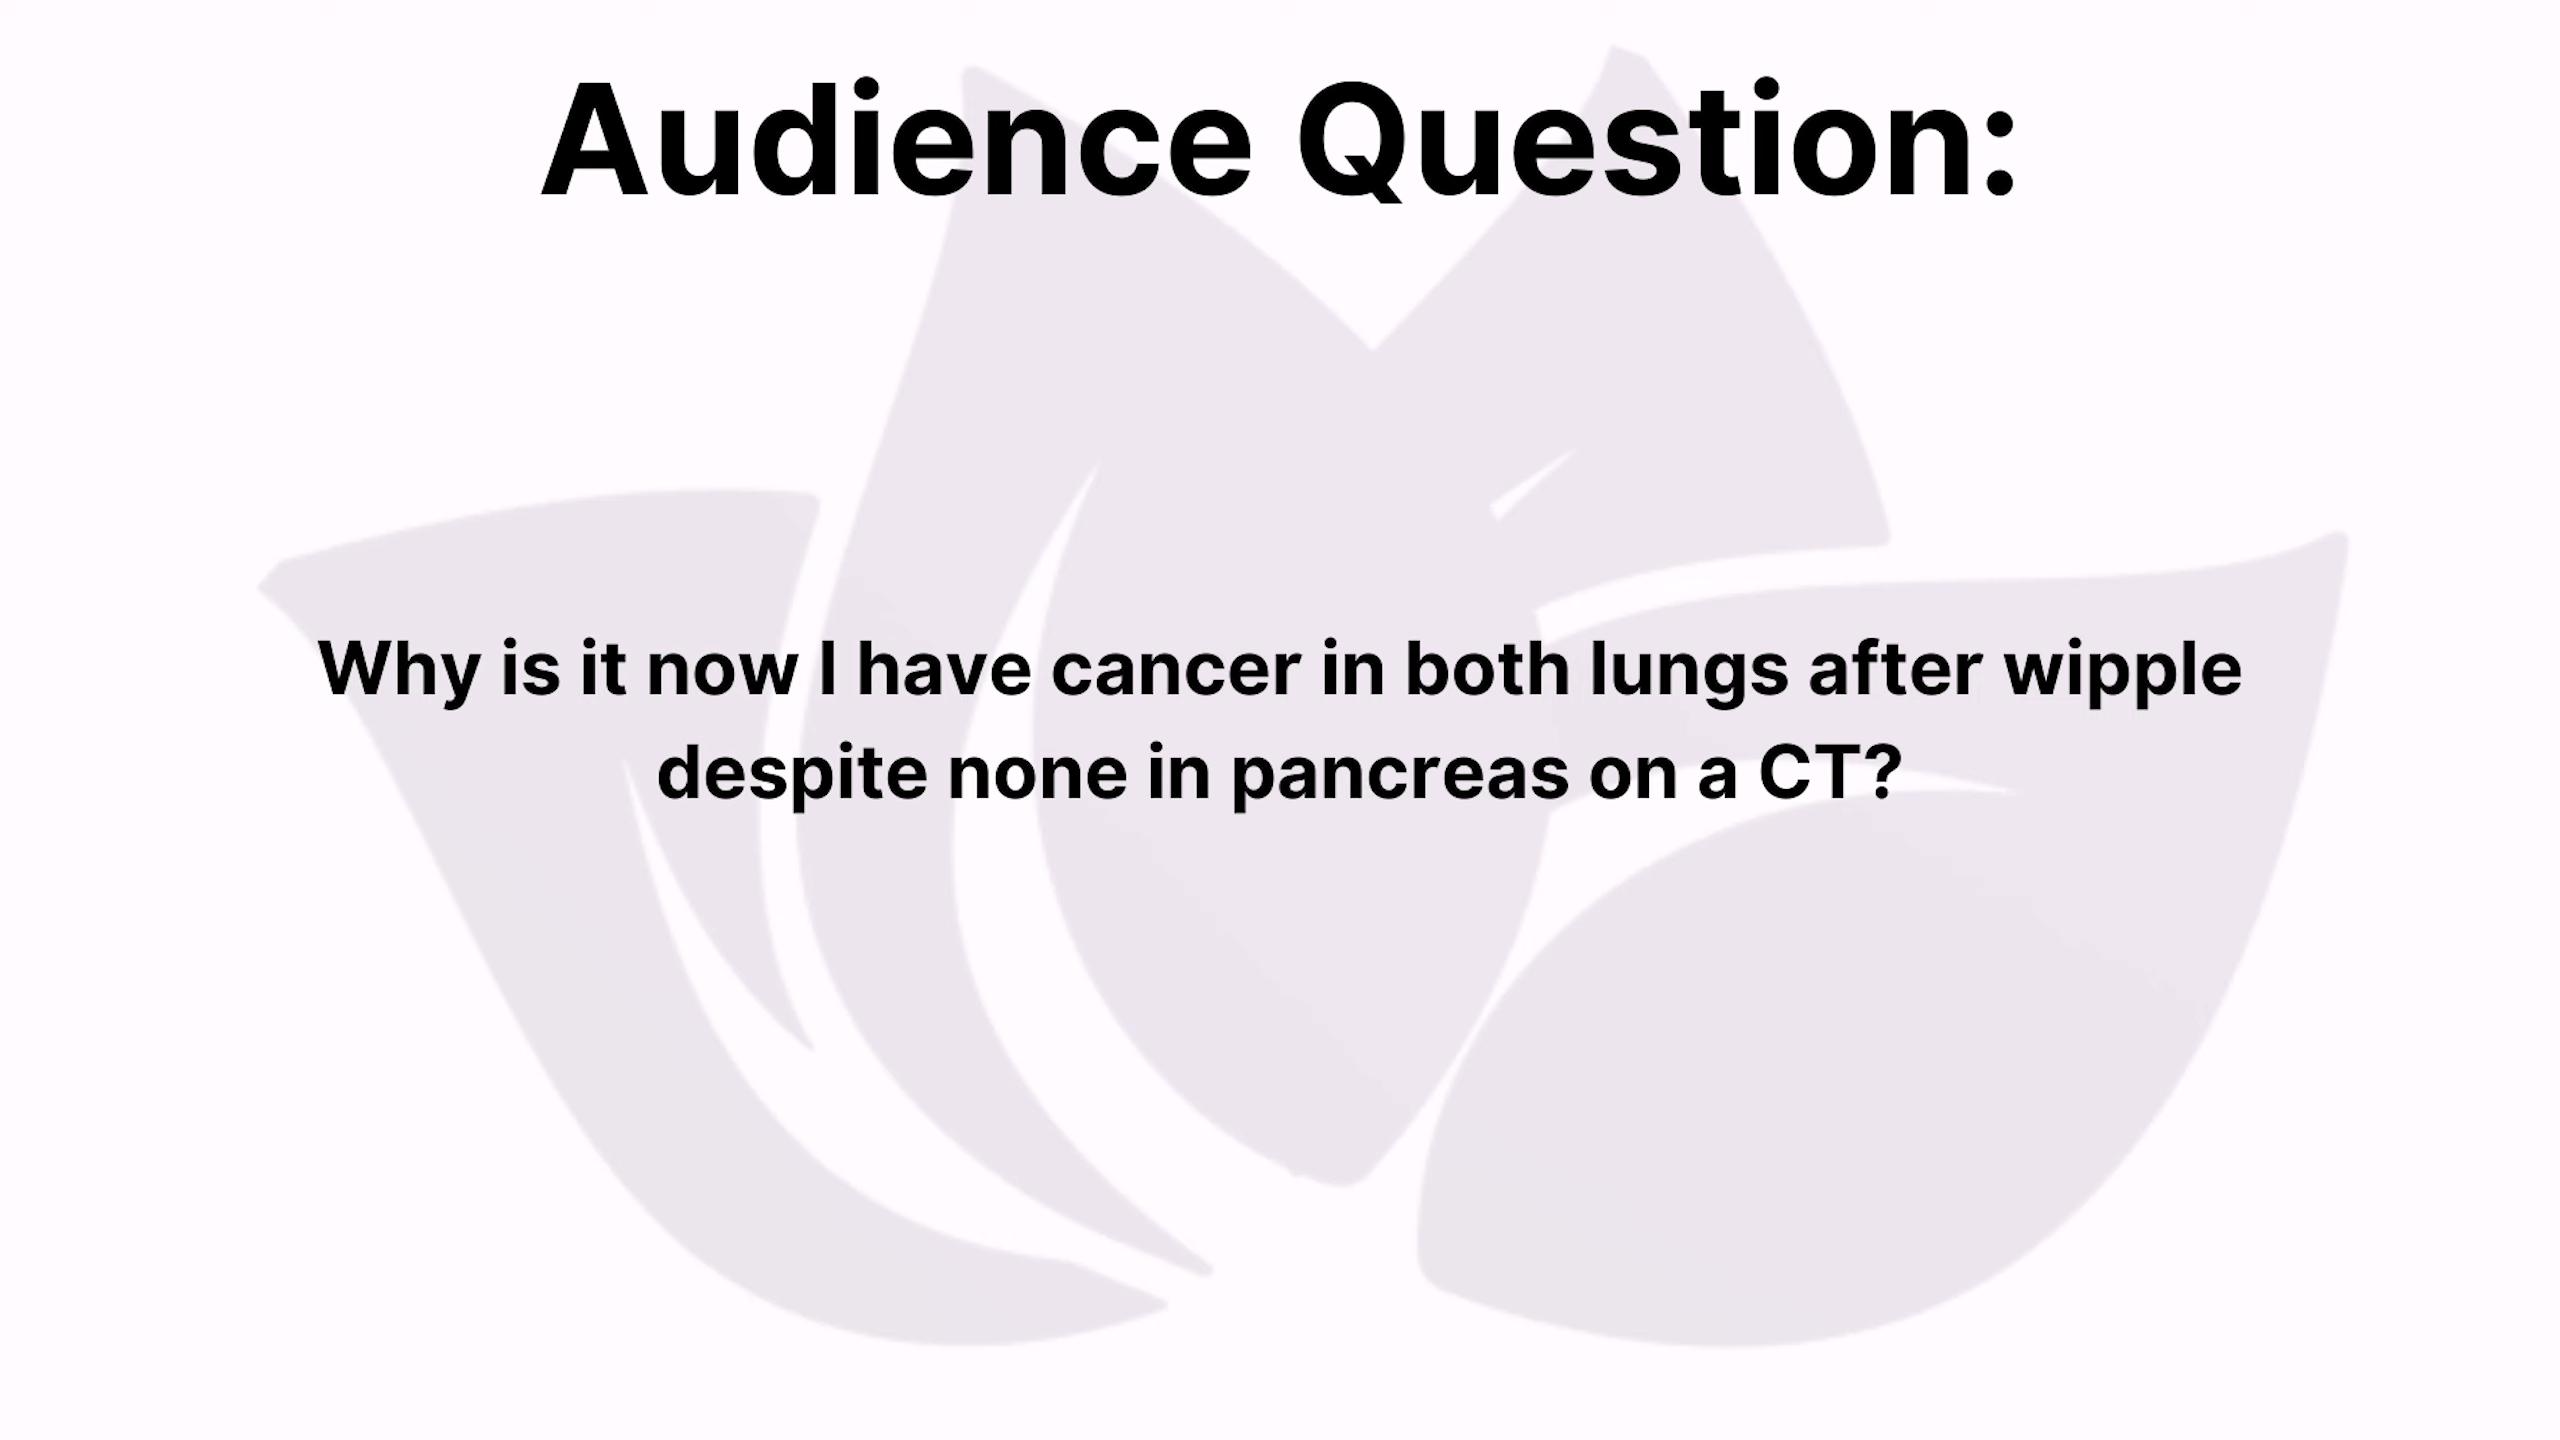 Audience Question:
Why is it now I have cancer in both lungs after wipple
despite none in pancreas on a CT?